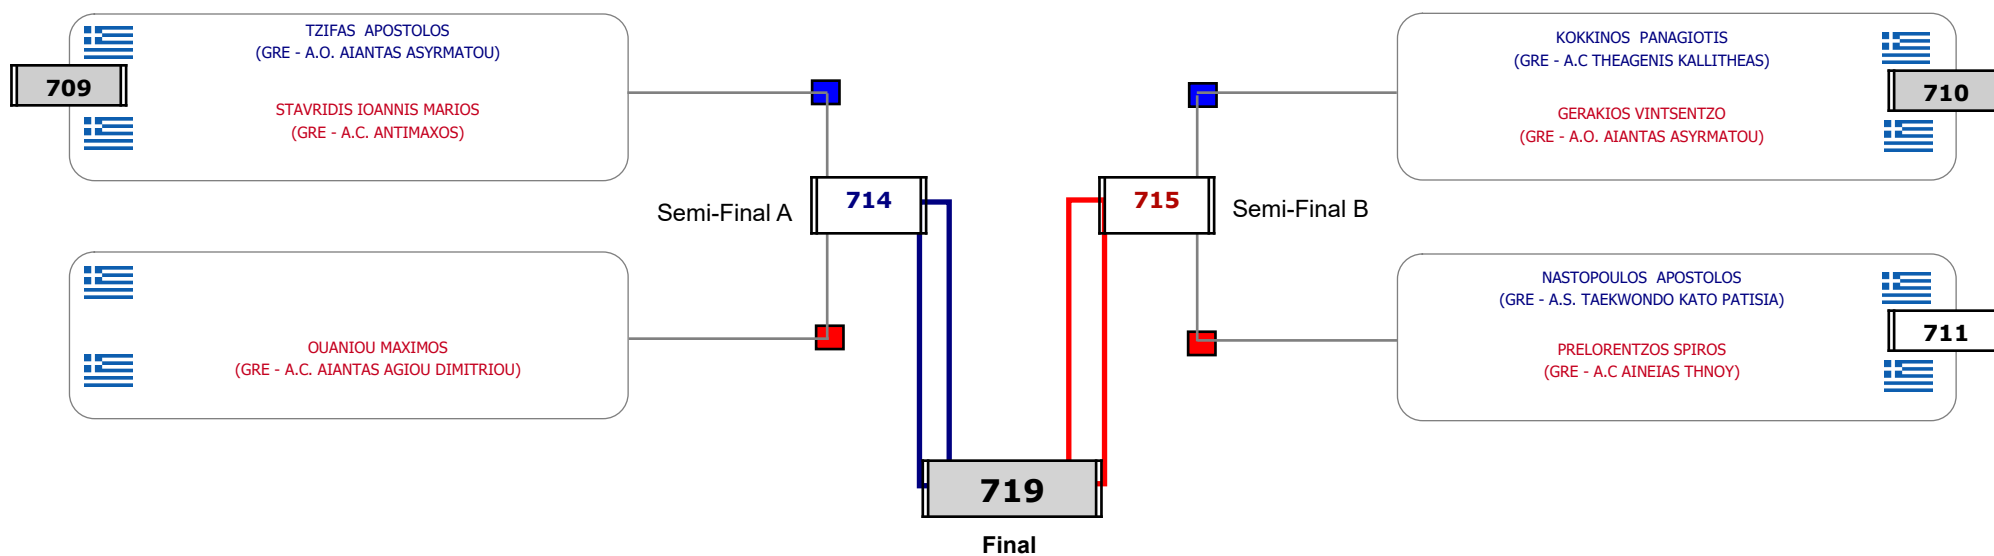 TZIFAS APOSTOLOS
(GRE - A.O. AIANTAS ASYRMATOU)
709
STAVRIDIS IOANNIS MARIOS
(GRE - A.C. ANTIMAXOS)
KOKKINOS PANAGIOTIS
(GRE - A.C THEAGENIS KALLITHEAS)
710
GERAKIOS VINTSENTZO
(GRE - A.O. AIANTAS ASYRMATOU)
714
Semi-Final A
715
Semi-Final B
OUANIOU MAXIMOS
(GRE - A.C. AIANTAS AGIOU DIMITRIOU)
NASTOPOULOS APOSTOLOS
(GRE - A.S. TAEKWONDO KATO PATISIA)
711
PRELORENTZOS SPIROS
(GRE - A.C AINEIAS THNOY)
719
Final